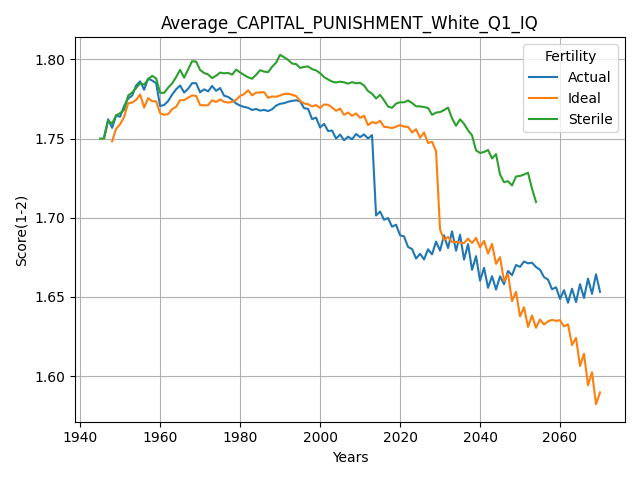 Average_CAPITAL_PUNISHMENT_White_Q1_IQ
Fertility
Actual
Ideal
Sterile
Score(1-2)
1.80
1.75
1.70
1.65
1.60
1940
1960
1980
2000
2020
2040
2060
Years